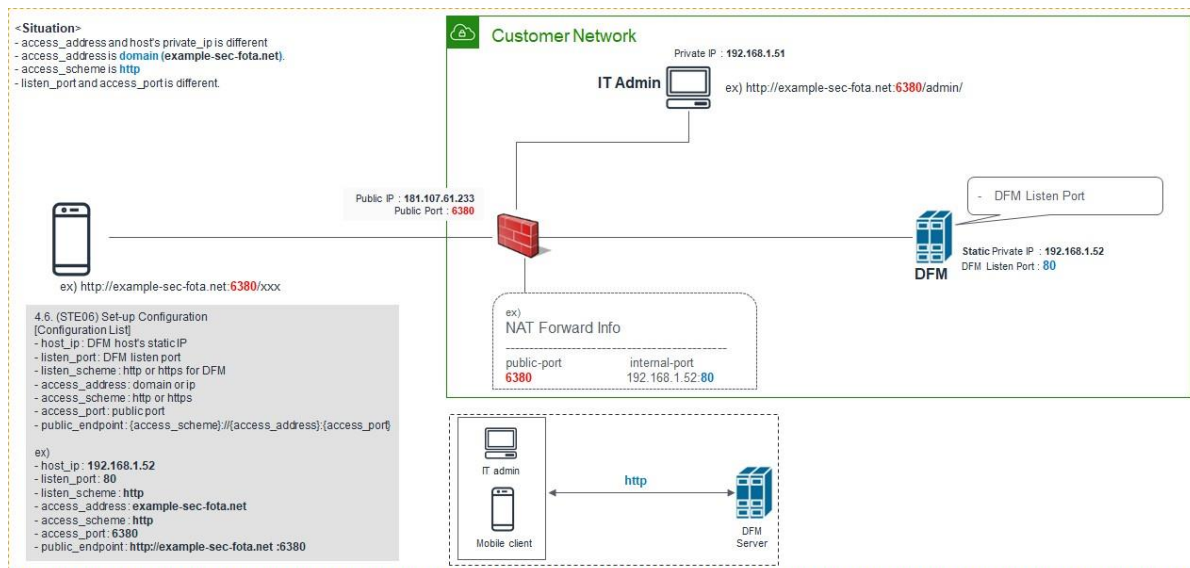 <Situation>
- access_address and host's private_ip is different
- access_address is domain (example-sec-fota.net).
- access_scheme is http
- listen_port and access_port is different.
Customer Network
Private IP : 192.168.1.51
IT Admin
ex) http://example-sec-fota.net:6380/admin/
Public IP : 181.107.61.233
Public Port : 6380
- DFM Listen Port
Static Private IP : 192.168.1.52
DFM Listen Port : 80
DFM
ex) http://example-sec-fota.net:6380/xxx
ex)
NAT Forward Info
public-port internal-port
6380 192.168.1.52:80
4.6. (STE06) Set-up Configuration
[Configuration List]
- host_ip : DFM host's static IP
- listen_port : DFM listen port
- listen_scheme : http or https for DFM
- access_address : domain or ip
- access_scheme : http or https
- access_port : public port
- public_endpoint : {access_scheme}://{access_address}:{access_port}
ex)
- host_ip : 192.168.1.52
- listen_port : 80
- listen_scheme : http
- access_address : example-sec-fota.net
- access_scheme : http
- access_port : 6380
- public_endpoint : http://example-sec-fota.net :6380
IT admin
http
Mobile client
DFM
Server